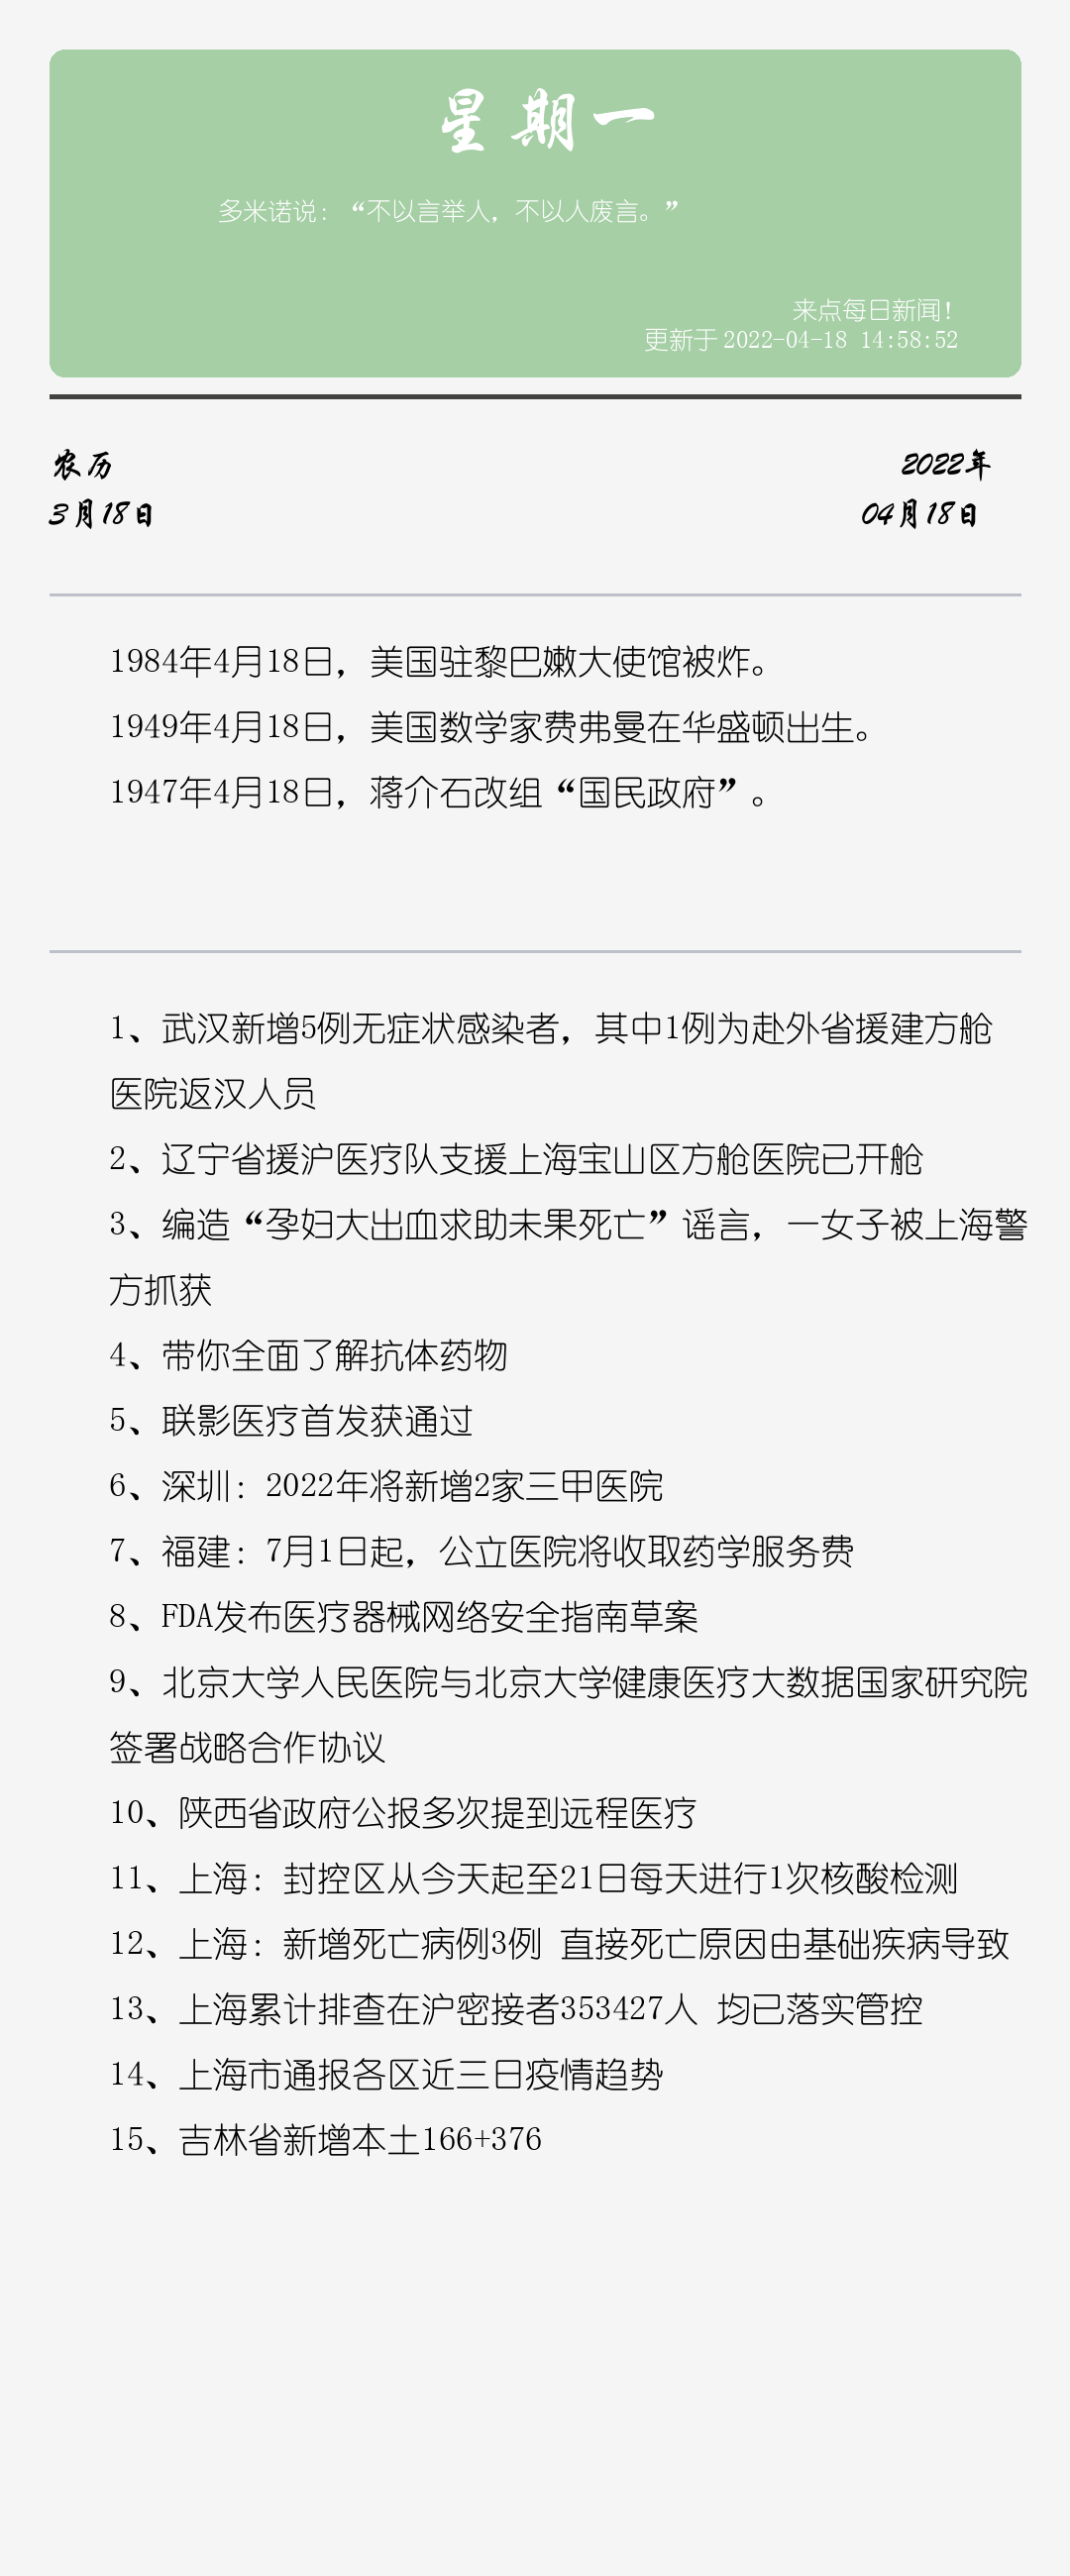 星期一
多米诺说：“不以言举人，不以人废言。”
来点每日新闻！
更新于 2022-04-18 14:58:52
农历
2022年
3月18日
04月18日
1984年4月18日，美国驻黎巴嫩大使馆被炸。
1949年4月18日，美国数学家费弗曼在华盛顿出生。
1947年4月18日，蒋介石改组“国民政府”。
1、武汉新增5例无症状感染者，其中1例为赴外省援建方舱
医院返汉人员
2、辽宁省援沪医疗队支援上海宝山区方舱医院已开舱
3、编造“孕妇大出血求助未果死亡”谣言，一女子被上海警
方抓获
4、带你全面了解抗体药物
5、联影医疗首发获通过
6、深圳：2022年将新增2家三甲医院
7、福建：7月1日起，公立医院将收取药学服务费
8、FDA发布医疗器械网络安全指南草案
9、北京大学人民医院与北京大学健康医疗大数据国家研究院
签署战略合作协议
10、陕西省政府公报多次提到远程医疗
11、上海：封控区从今天起至21日每天进行1次核酸检测
12、上海：新增死亡病例3例 直接死亡原因由基础疾病导致
13、上海累计排查在沪密接者353427人 均已落实管控
14、上海市通报各区近三日疫情趋势
15、吉林省新增本土166+376